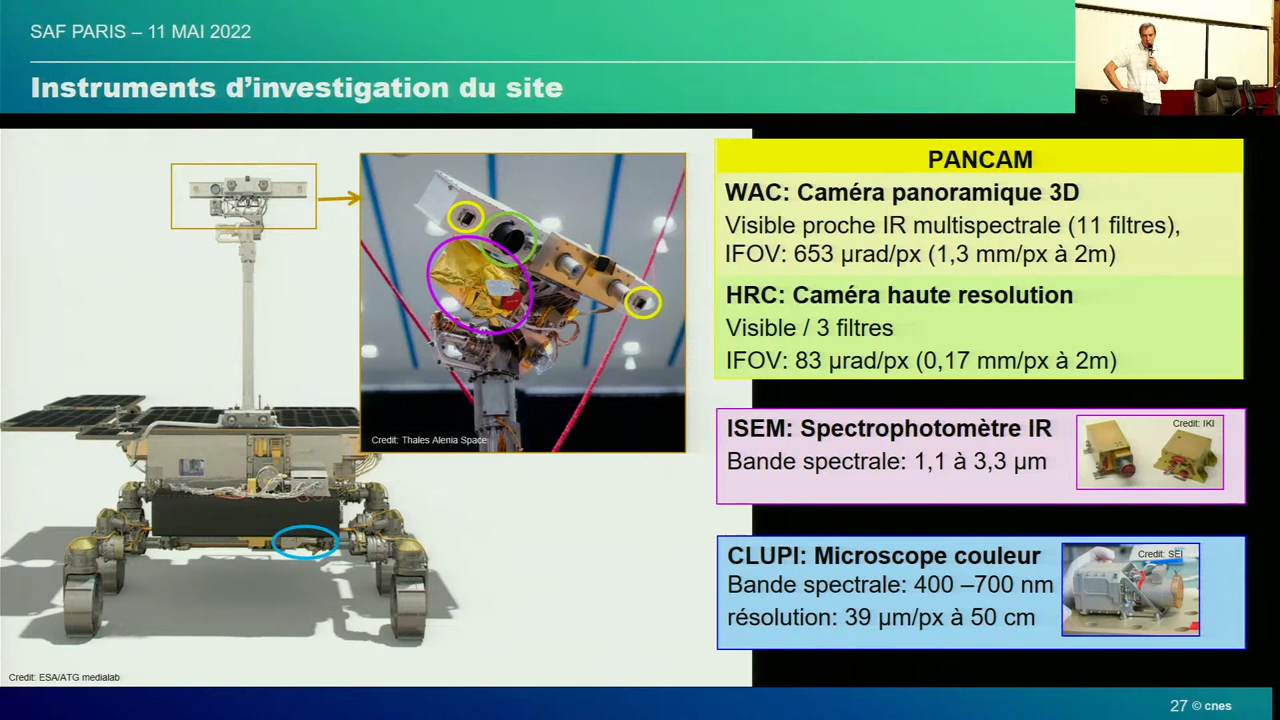 SAF PARIS – 11 MAI 2022
Instruments d'investigation du site
PANCAM
WAC: Caméra panoramique 3D
Visible proche IR multispectrale (11 filtres),
IFOV: 653 µrad/px (1,3 mm/px à 2m)
HRC: Caméra haute resolution
Visible / 3 filtres
IFOV: 83 µrad/px (0,17 mm/px à 2m)
Credit: Thales Alenia Space
ISEM: Spectrophotomètre IR
Bande spectrale: 1,1 à 3,3 µm
Credit: IKI
CLUPI: Microscope couleur
Bande spectrale: 400 –700 nm
résolution: 39 µm/px à 50 cm
Credit: SEI
Credit: ESA/ATG medialab
27 © cnes